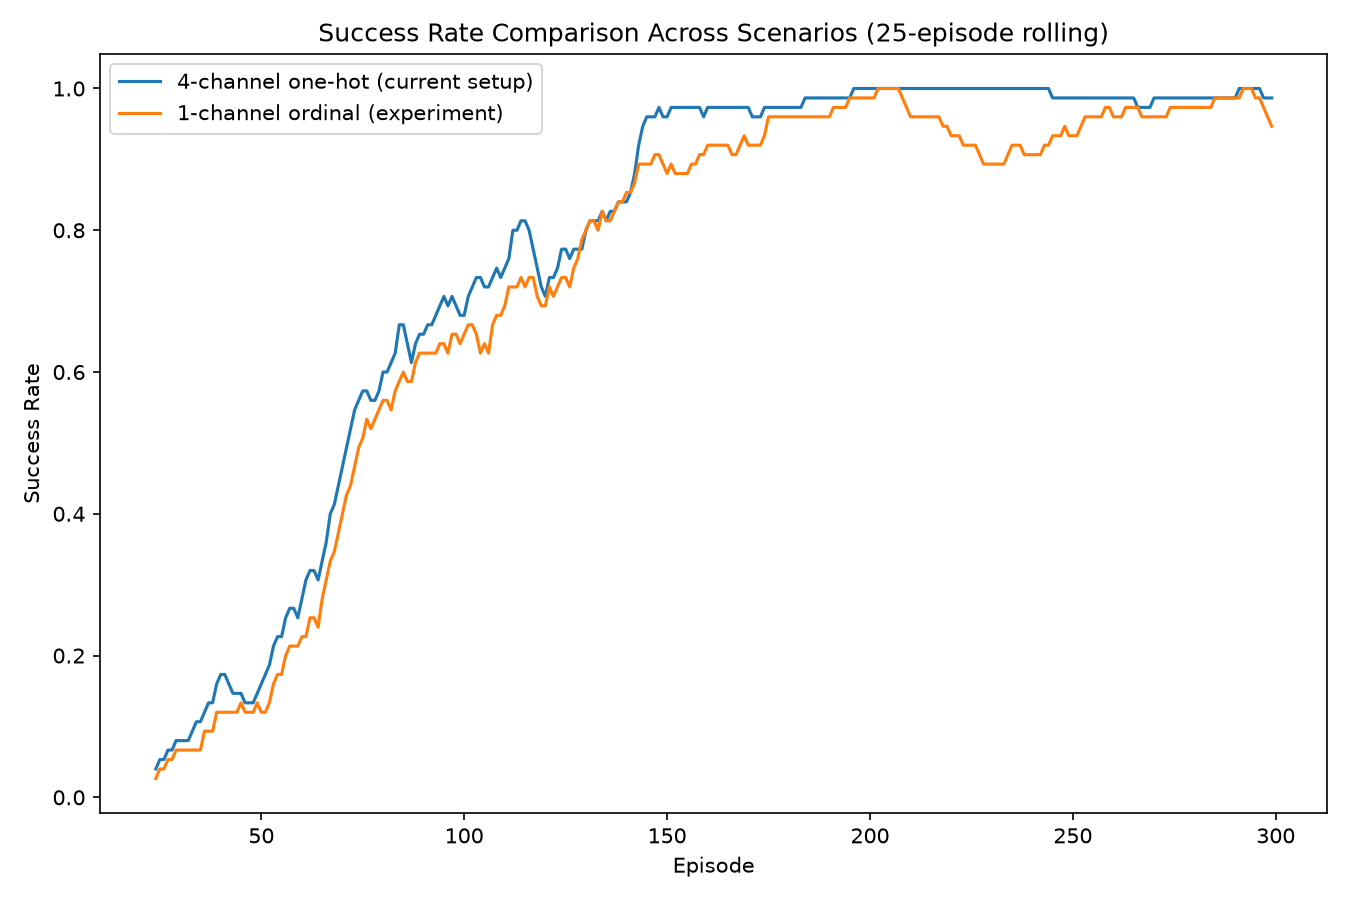 Success Rate Comparison Across Scenarios (25-episode rolling)
4-channel one-hot (current setup)
1-channel ordinal (experiment)
Success Rate
1.0
0.8
0.6
0.4
0.2
0.0
50 100 150 200 250 300
Episode